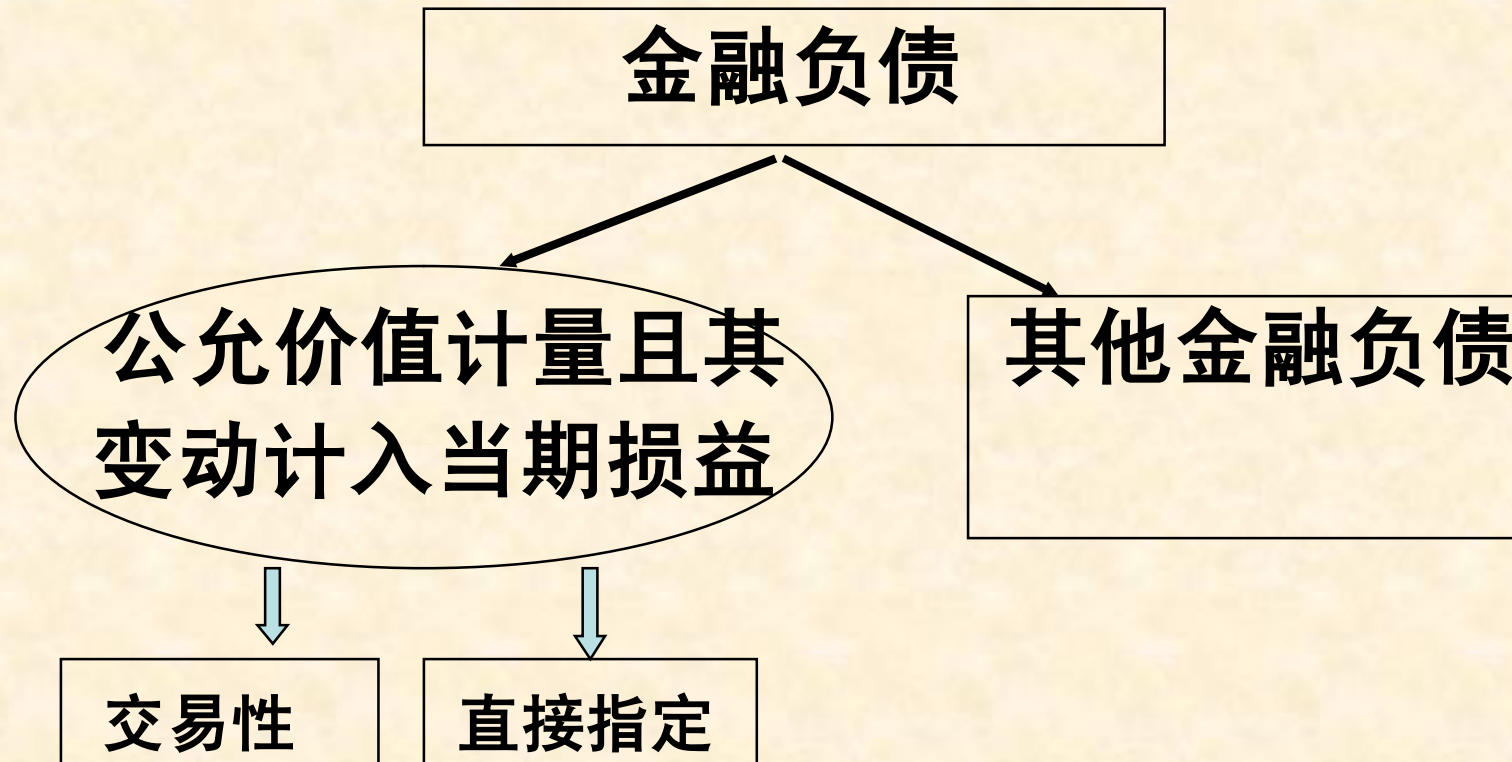 金融负债
公允价值计量且其
变动计入当期损益
其他金融负债
交易性
直接指定